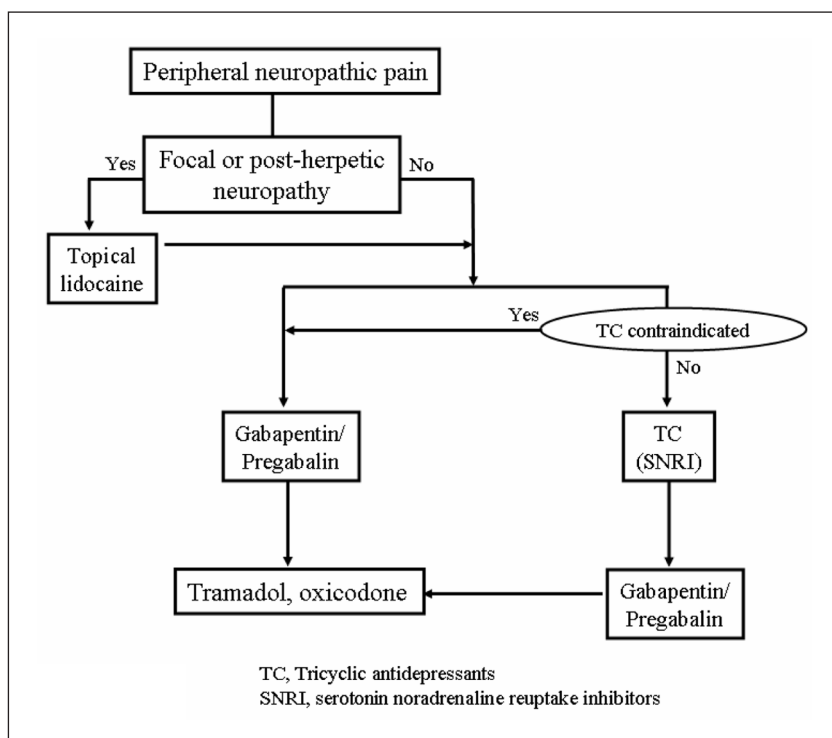 Peripheral neuropathic pain
Yes
Focal or post-herpetic
neuropathy
No
Topical
lidocaine
Yes
TC contraindicated
No
Gabapentin/
Pregabalin
TC
(SNRI)
Tramadol, oxicodone
Gabapentin/
Pregabalin
TC, Tricyclic antidepressants
SNRI, serotonin noradrenaline reuptake inhibitors